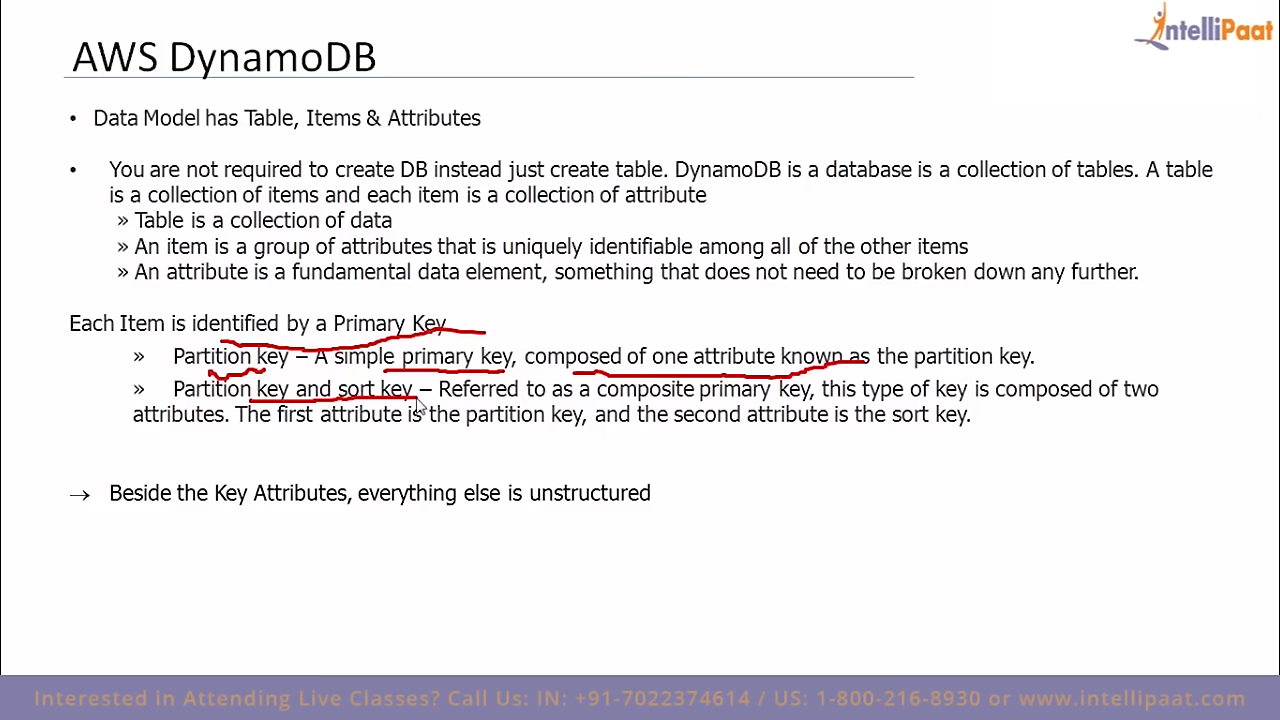 IntelliPaat
AWS DynamoDB
• Data Model has Table, Items & Attributes
• You are not required to create DB instead just create table. DynamoDB is a database is a collection of tables. A table
is a collection of items and each item is a collection of attribute
» Table is a collection of data
» An item is a group of attributes that is uniquely identifiable among all of the other items
» An attribute is a fundamental data element, something that does not need to be broken down any further.
Each Item is identified by a Primary Key
» Partition key – A simple primary key, composed of one attribute known as the partition key.
» Partition key and sort key – Referred to as a composite primary key, this type of key is composed of two
attributes. The first attribute is the partition key, and the second attribute is the sort key.
→ Beside the Key Attributes, everything else is unstructured
Interested in Attending Live Classes? Call Us: IN: +91-7022374614 / US: 1-800-216-8930 or www.intellipaat.com